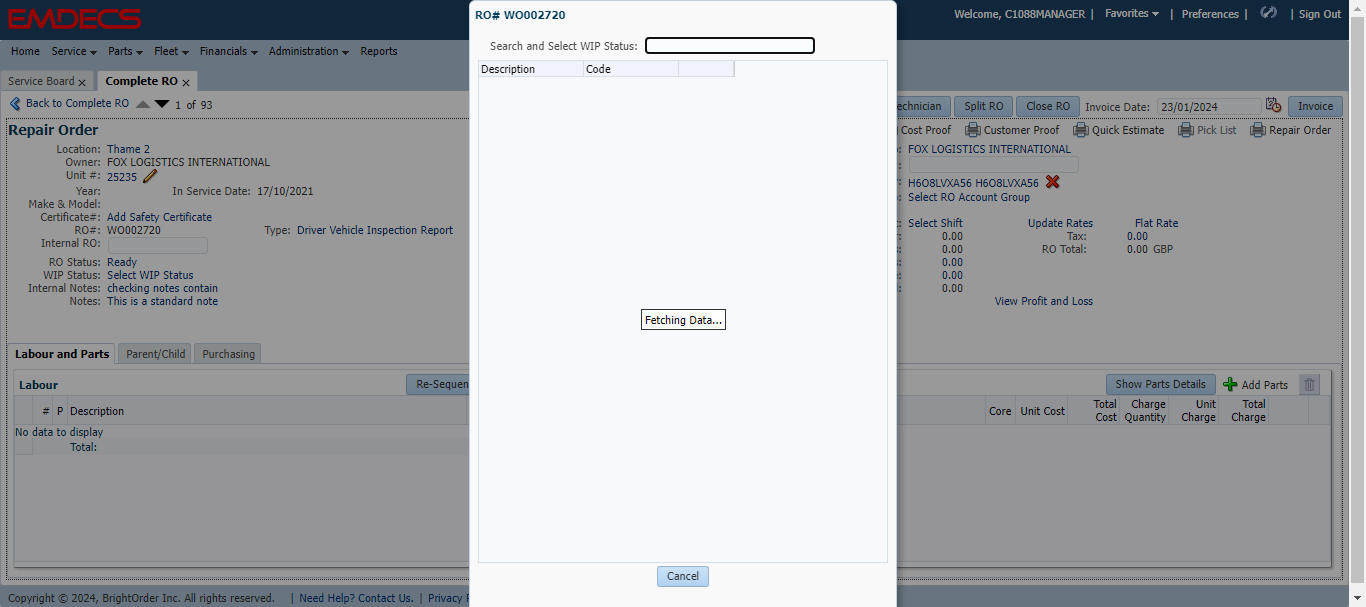 EMDECS
Welcome, C1088MANAGER | Favorites | Preferences | | Sign Out
Home Service Parts Fleet Financials Administration Reports
Service Board x Complete RO x
Back to Complete RO 1 of 93
echnician Split RO Close RO Invoice Date: 23/01/2024 Invoice
Repair Order
Cost Proof Customer Proof Quick Estimate Pick List Repair Order
Location: Thame 2
Owner: FOX LOGISTICS INTERNATIONAL
Unit #: 25235
Year: In Service Date: 17/10/2021
Make & Model:
Certificate#: Add Safety Certificate
RO#: WO002720 Type: Driver Vehicle Inspection Report
Internal RO:
RO Status: Ready
WIP Status: Select WIP Status
Internal Notes: checking notes contain
Notes: This is a standard note
FOX LOGISTICS INTERNATIONAL
H6O8LVXA56 H6O8LVXA56
Select RO Account Group
Select Shift Update Rates Flat Rate
0.00 Tax: 0.00
0.00 RO Total: 0.00 GBP
0.00
0.00
0.00
View Profit and Loss
RO# WO002720
Search and Select WIP Status:
Description Code
Fetching Data...
Cancel
Labour and Parts Parent/Child Purchasing
Labour Re-Sequen Show Parts Details Add Parts
# P Description Core Unit Cost Total Cost Charge Quantity Unit Charge Total Charge
No data to display
Total:
Copyright © 2024, BrightOrder Inc. All rights reserved. | Need Help? Contact Us. | Privacy